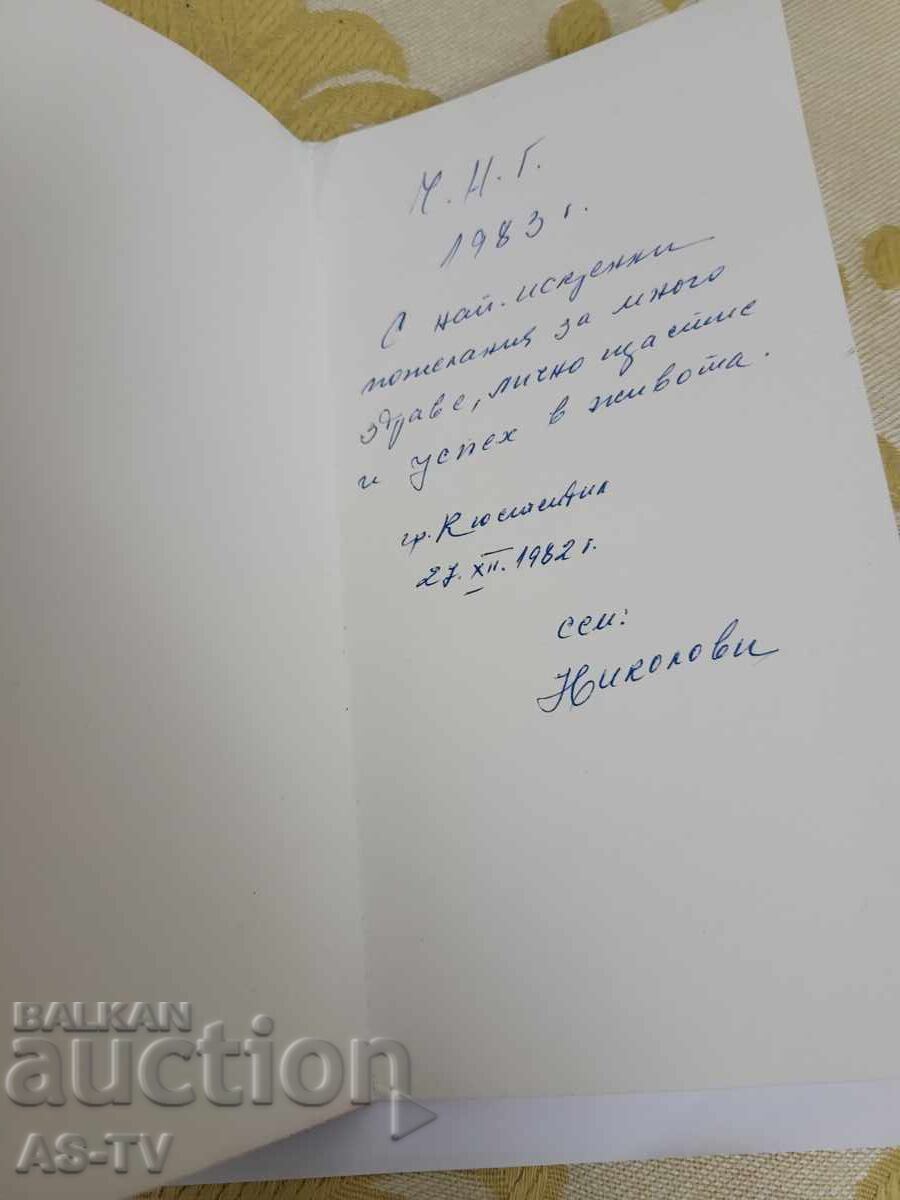 Ч.Н.Г.
1983 г.
С най-искренни
пожелания за много
здраве, лично щастие
и успех в живота.
гр. Кюстендил
27.XII.1982 г.
сем:
Николови
BALKAN
auction
AS-TV